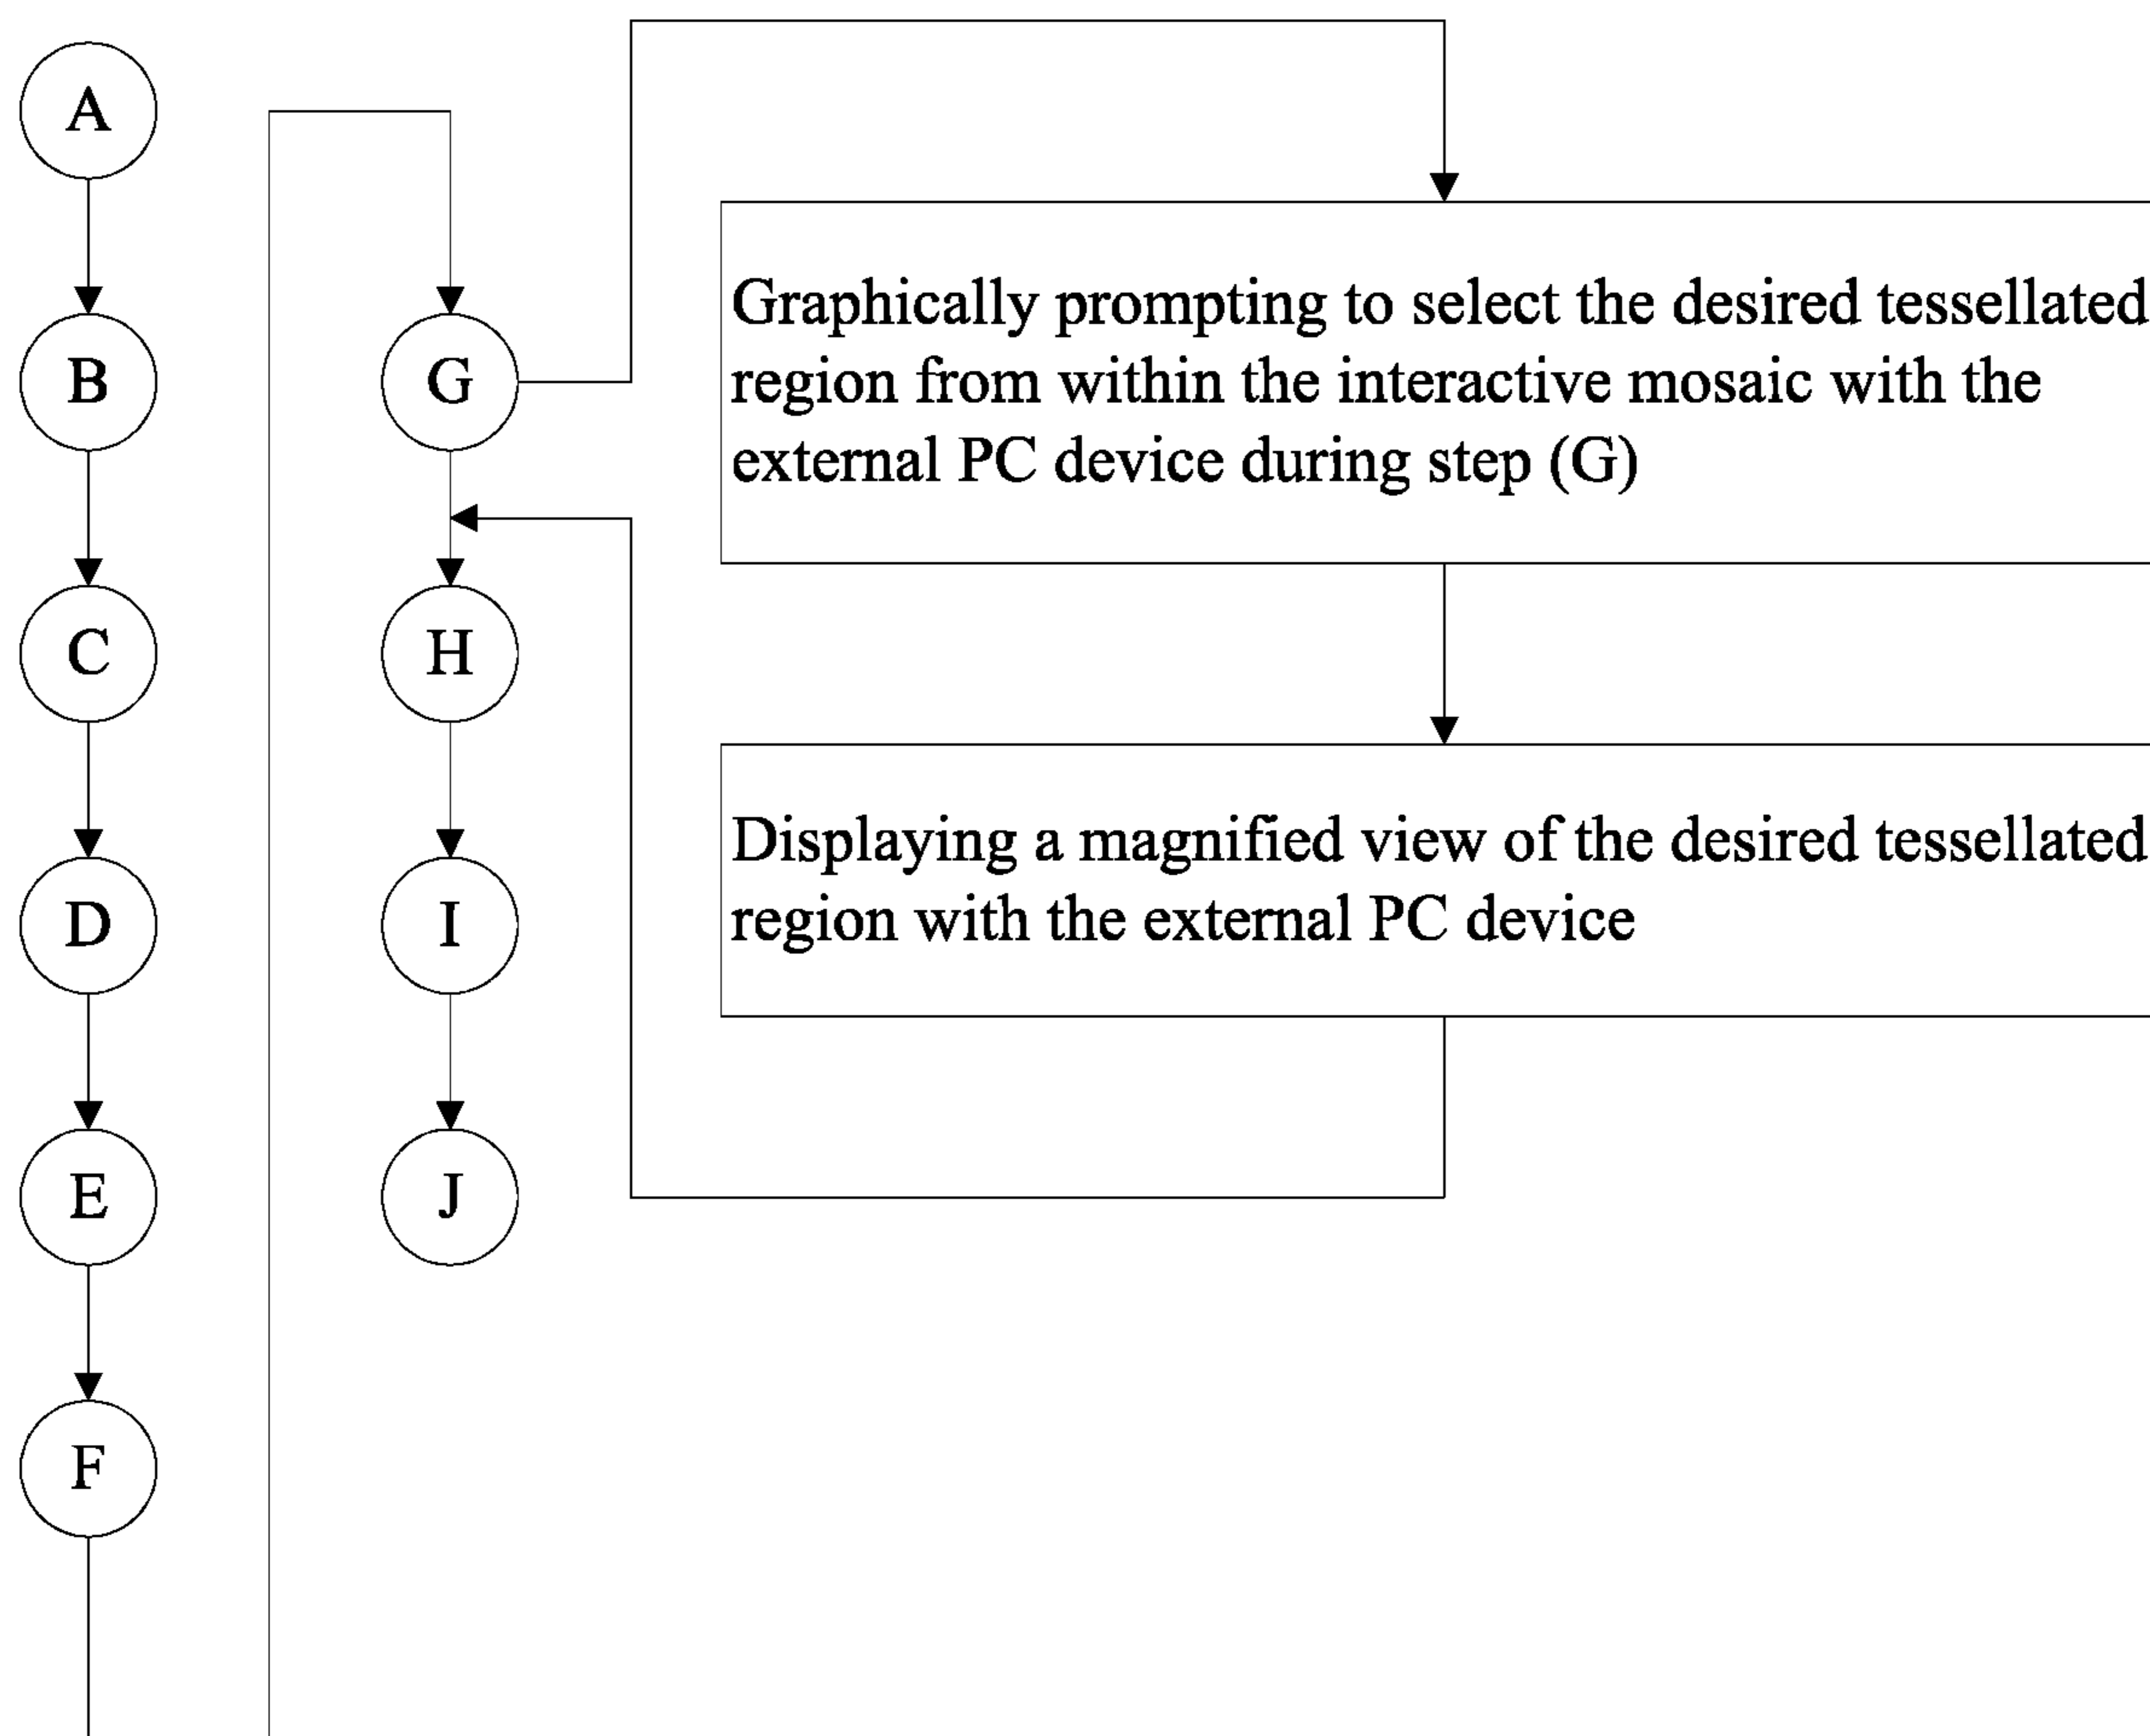 A
B
C
D
E
F
G
H
I
J
Graphically prompting to select the desired tessellated
region from within the interactive mosaic with the
external PC device during step (G)
Displaying a magnified view of the desired tessellated
region with the external PC device